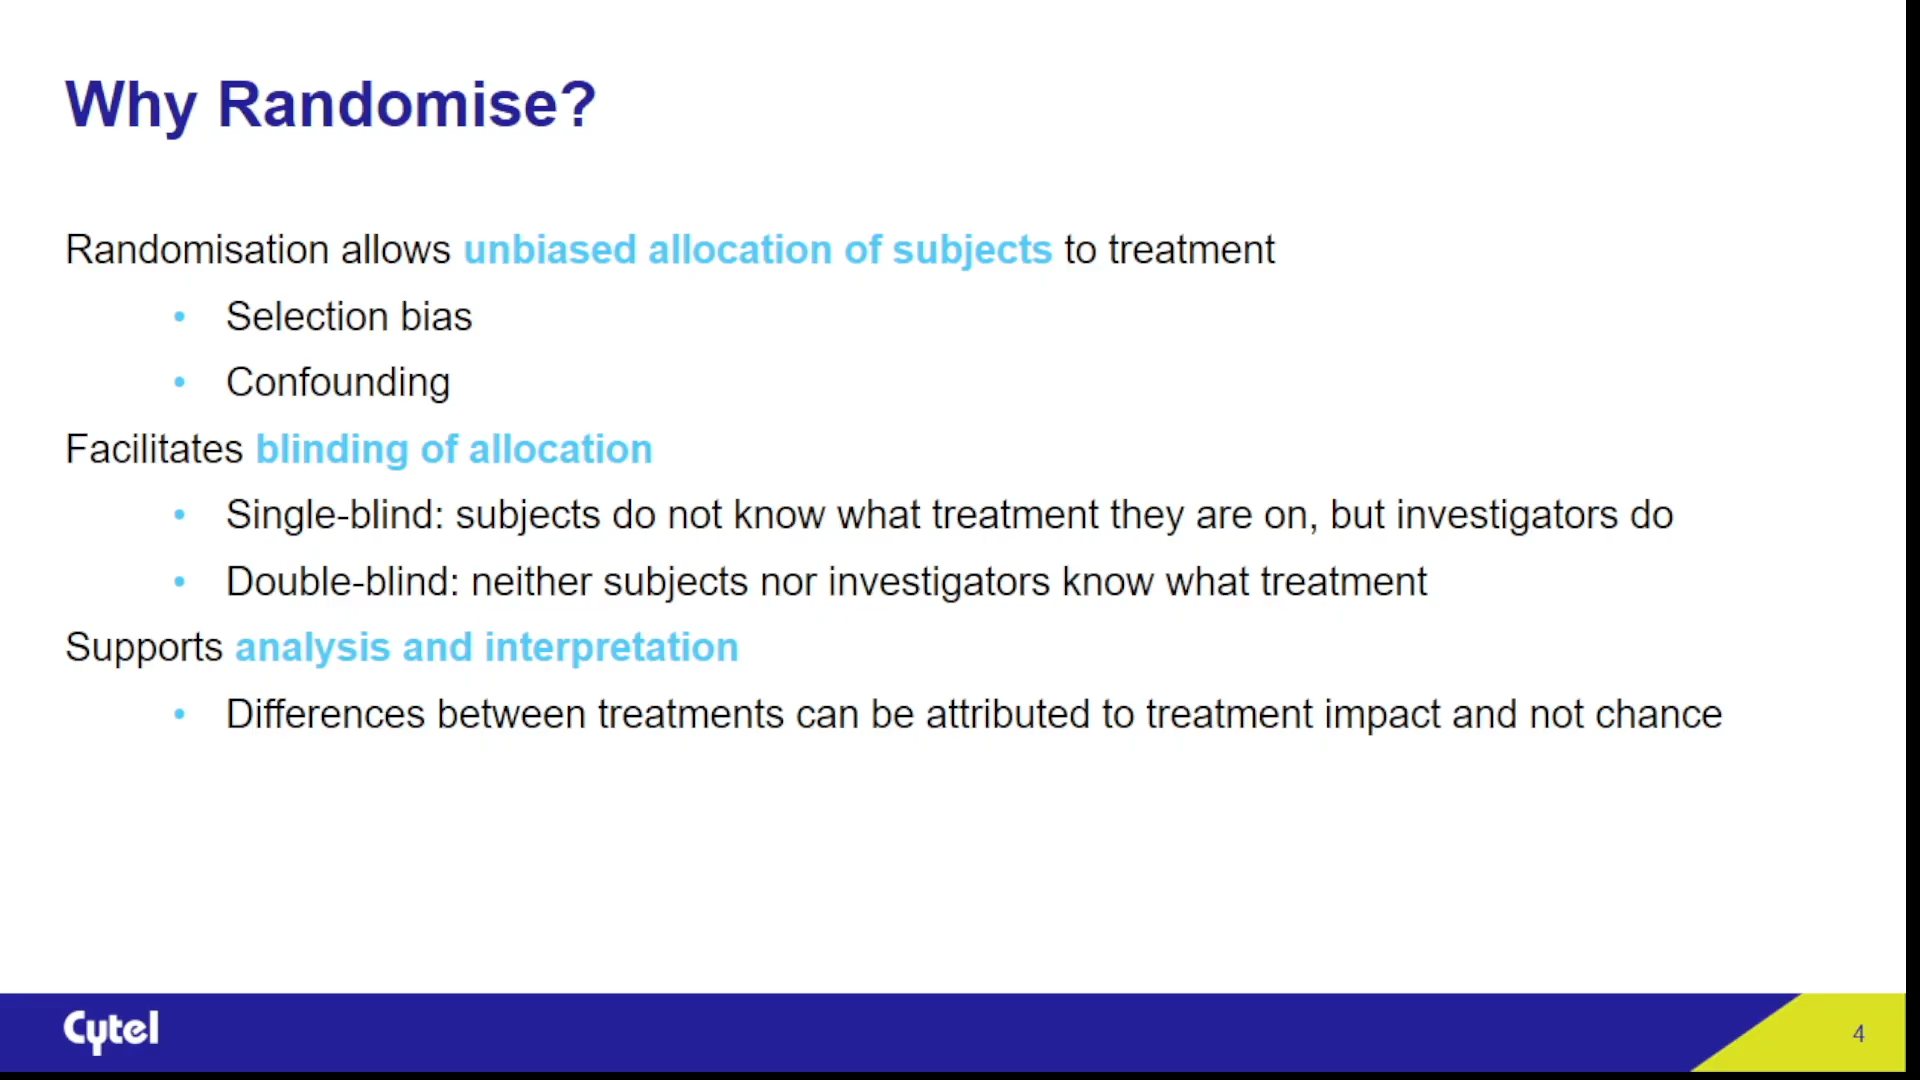 Why Randomise?
Randomisation allows unbiased allocation of subjects to treatment
• Selection bias
• Confounding
Facilitates blinding of allocation
• Single-blind: subjects do not know what treatment they are on, but investigators do
• Double-blind: neither subjects nor investigators know what treatment
Supports analysis and interpretation
• Differences between treatments can be attributed to treatment impact and not chance
Cytel
4